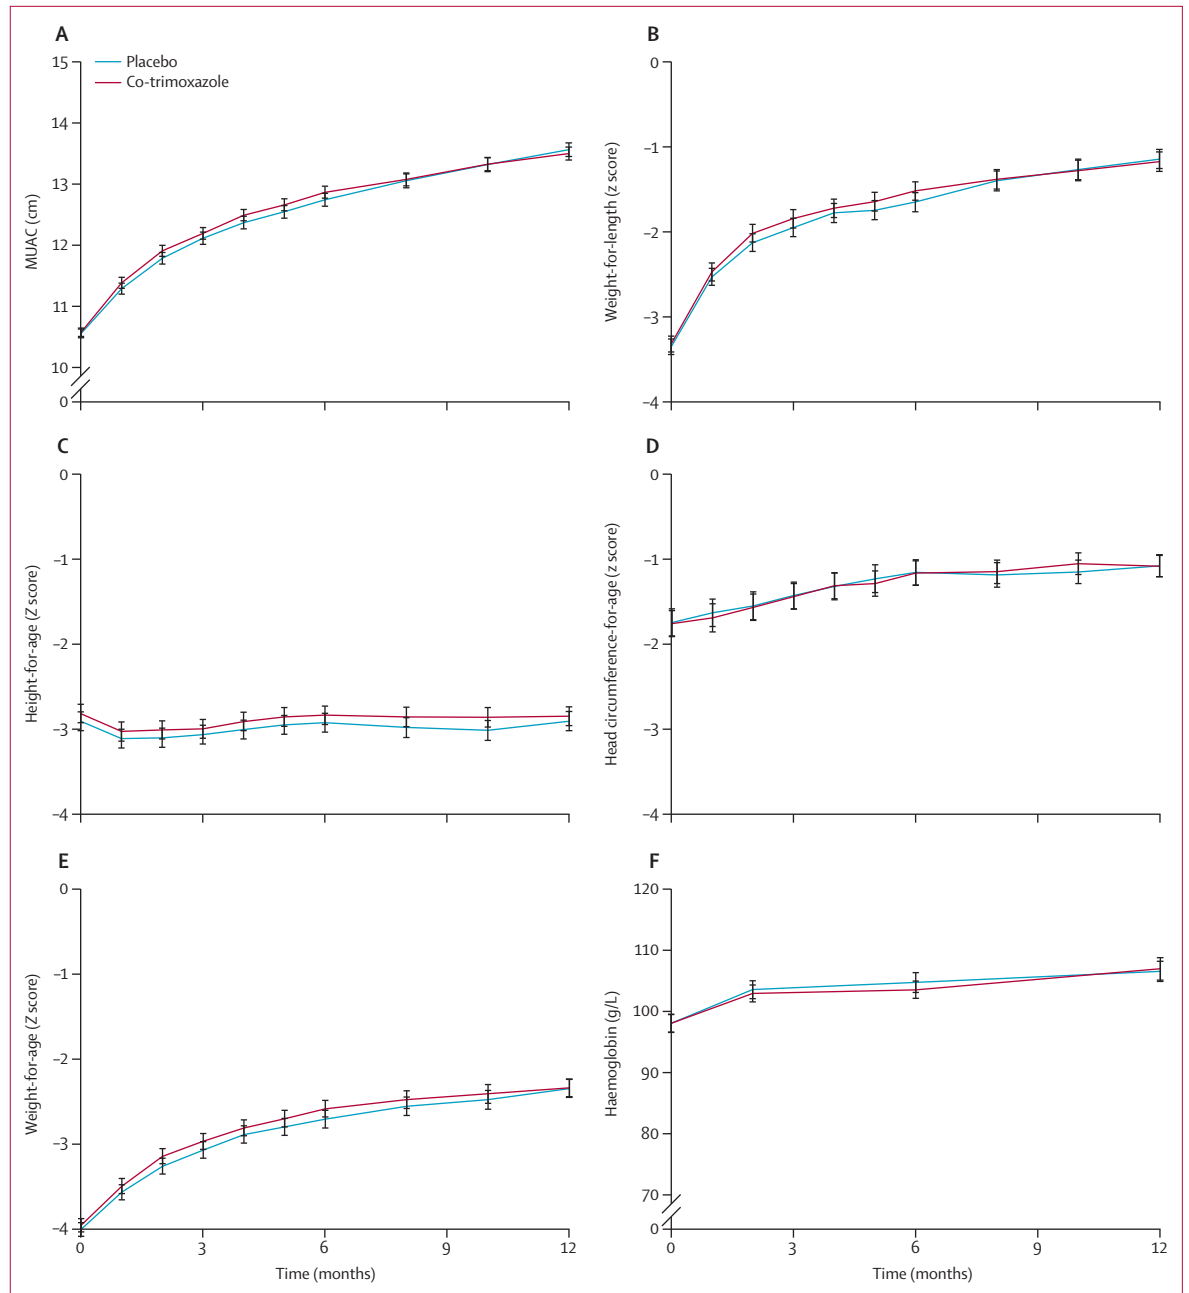 A
Placebo
Co-trimoxazole
MUAC (cm)
15
14
13
12
11
10
0
B
Weight-for-length (z score)
0
–1
–2
–3
–4
C
Height-for-age (Z score)
0
–1
–2
–3
–4
D
Head circumference-for-age (z score)
0
–1
–2
–3
–4
E
Weight-for-age (Z score)
0
–1
–2
–3
–4
0 3 6 9 12
Time (months)
F
Haemoglobin (g/L)
120
110
100
90
80
70
0
0 3 6 9 12
Time (months)